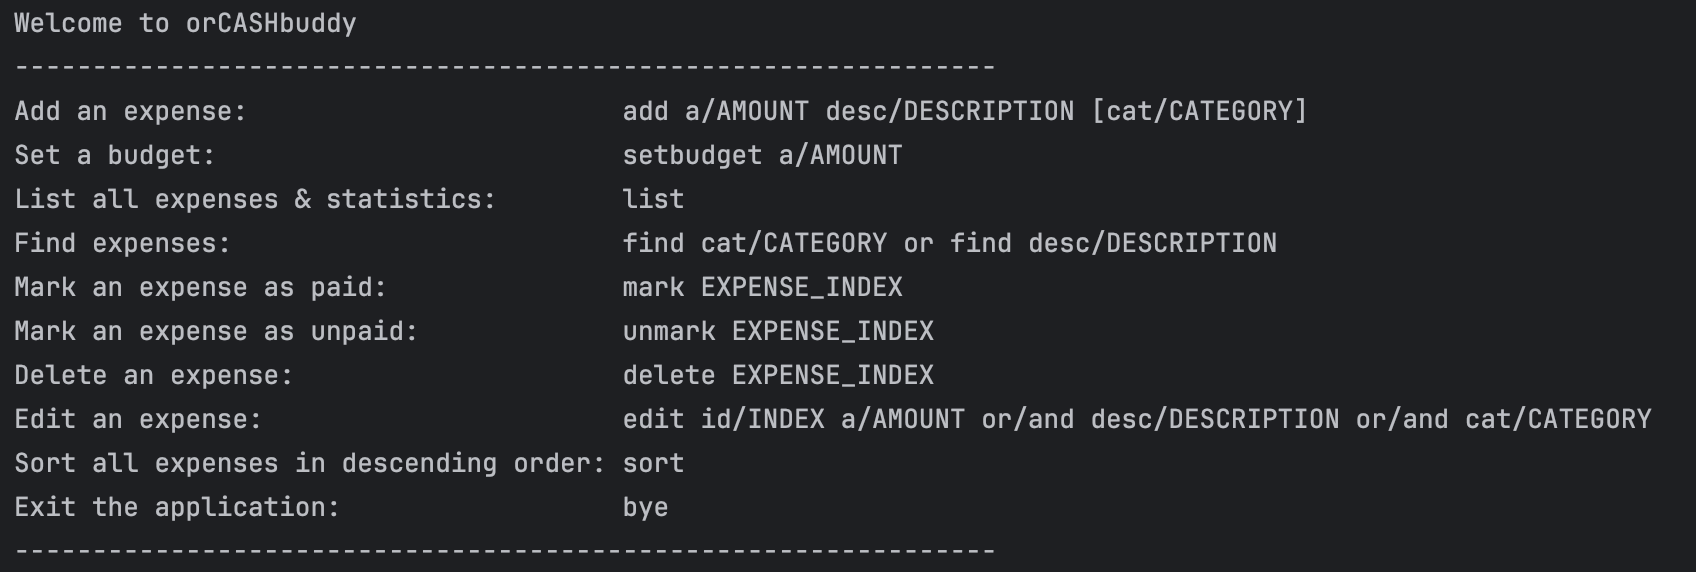 Welcome to orCASHbuddy
---------------------------------------------------------------
Add an expense:                        add a/AMOUNT desc/DESCRIPTION [cat/CATEGORY]
Set a budget:                          setbudget a/AMOUNT
List all expenses & statistics:        list
Find expenses:                         find cat/CATEGORY or find desc/DESCRIPTION
Mark an expense as paid:               mark EXPENSE_INDEX
Mark an expense as unpaid:             unmark EXPENSE_INDEX
Delete an expense:                     delete EXPENSE_INDEX
Edit an expense:                       edit id/INDEX a/AMOUNT or/and desc/DESCRIPTION or/and cat/CATEGORY
Sort all expenses in descending order: sort
Exit the application:                  bye
---------------------------------------------------------------